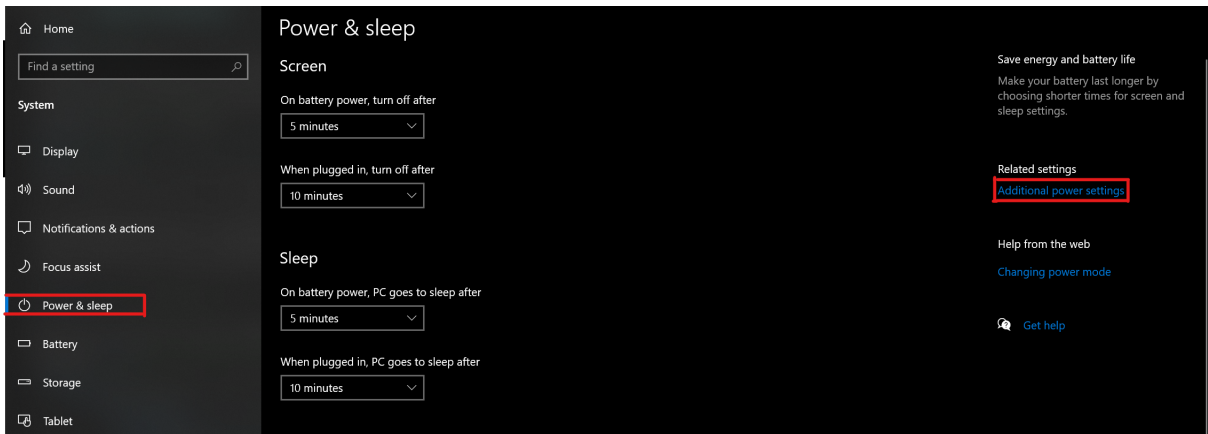 Home
Find a setting
System
Display
Sound
Notifications & actions
Focus assist
Power & sleep
Battery
Storage
Tablet
Power & sleep
Screen
On battery power, turn off after
5 minutes
When plugged in, turn off after
10 minutes
Sleep
On battery power, PC goes to sleep after
5 minutes
When plugged in, PC goes to sleep after
10 minutes
Save energy and battery life
Make your battery last longer by
choosing shorter times for screen and
sleep settings.
Related settings
Additional power settings
Help from the web
Changing power mode
Get help